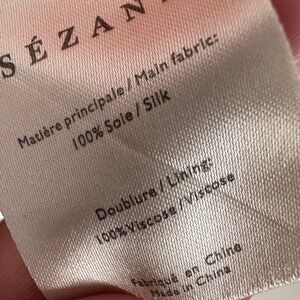 SÉZAN
Matière principale / Main fabric:
100% Soie / Silk
Doublure / Lining:
100%Viscose / Viscose
Fabriqué en Chine
Made in China